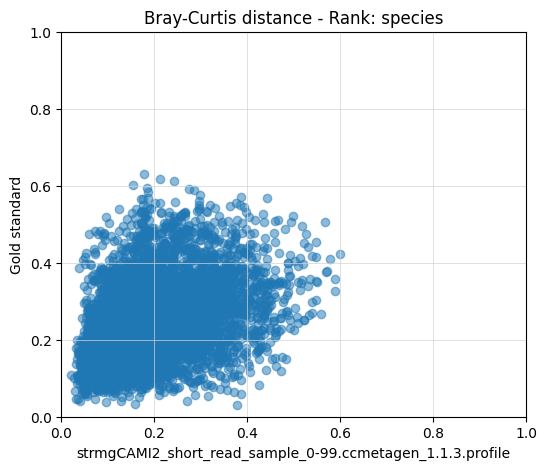 Bray-Curtis distance - Rank: species
1.0
0.8
0.6
0.4
0.2
0.0
Gold standard
0.0 0.2 0.4 0.6 0.8 1.0
strmgCAMI2_short_read_sample_0-99.ccmetagen_1.1.3.profile